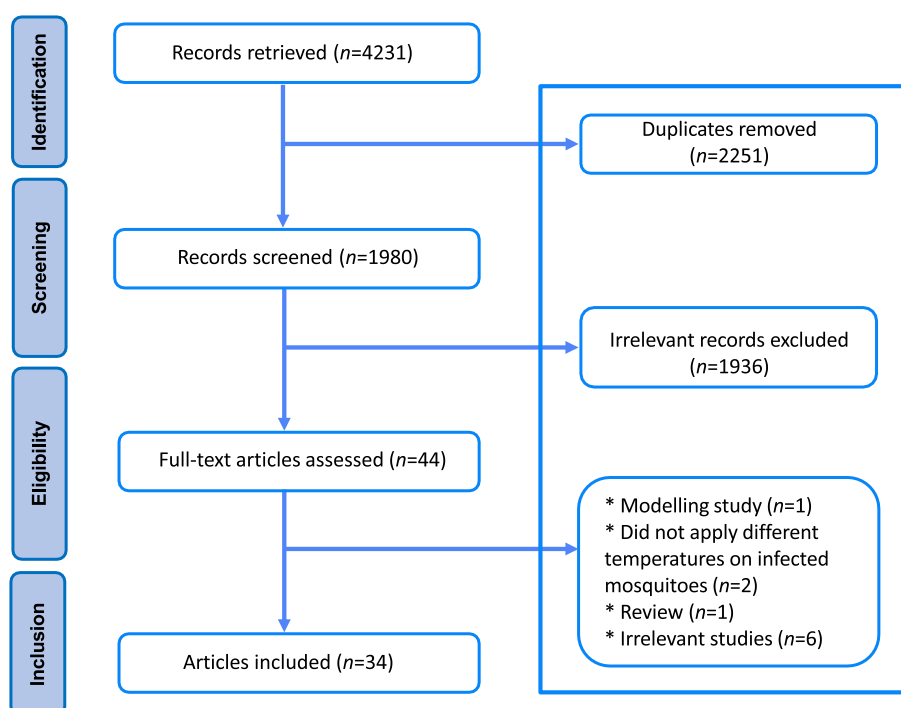 Identification
Records retrieved (n=4231)
Duplicates removed
(n=2251)
Screening
Records screened (n=1980)
Irrelevant records excluded
(n=1936)
Eligibility
Full-text articles assessed (n=44)
* Modelling study (n=1)
* Did not apply different
temperatures on infected
mosquitoes (n=2)
* Review (n=1)
* Irrelevant studies (n=6)
Inclusion
Articles included (n=34)